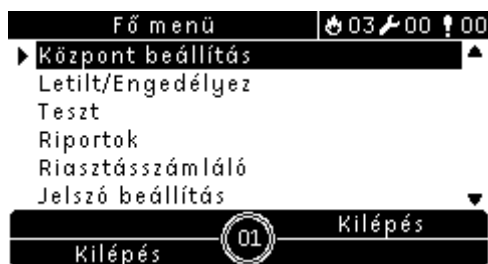 Fő menü 03 00 00
Központ beállítás
Letilt/Engedélyez
Teszt
Riportok
Riasztásszámláló
Jelszó beállítás
Kilépés
01
Kilépés